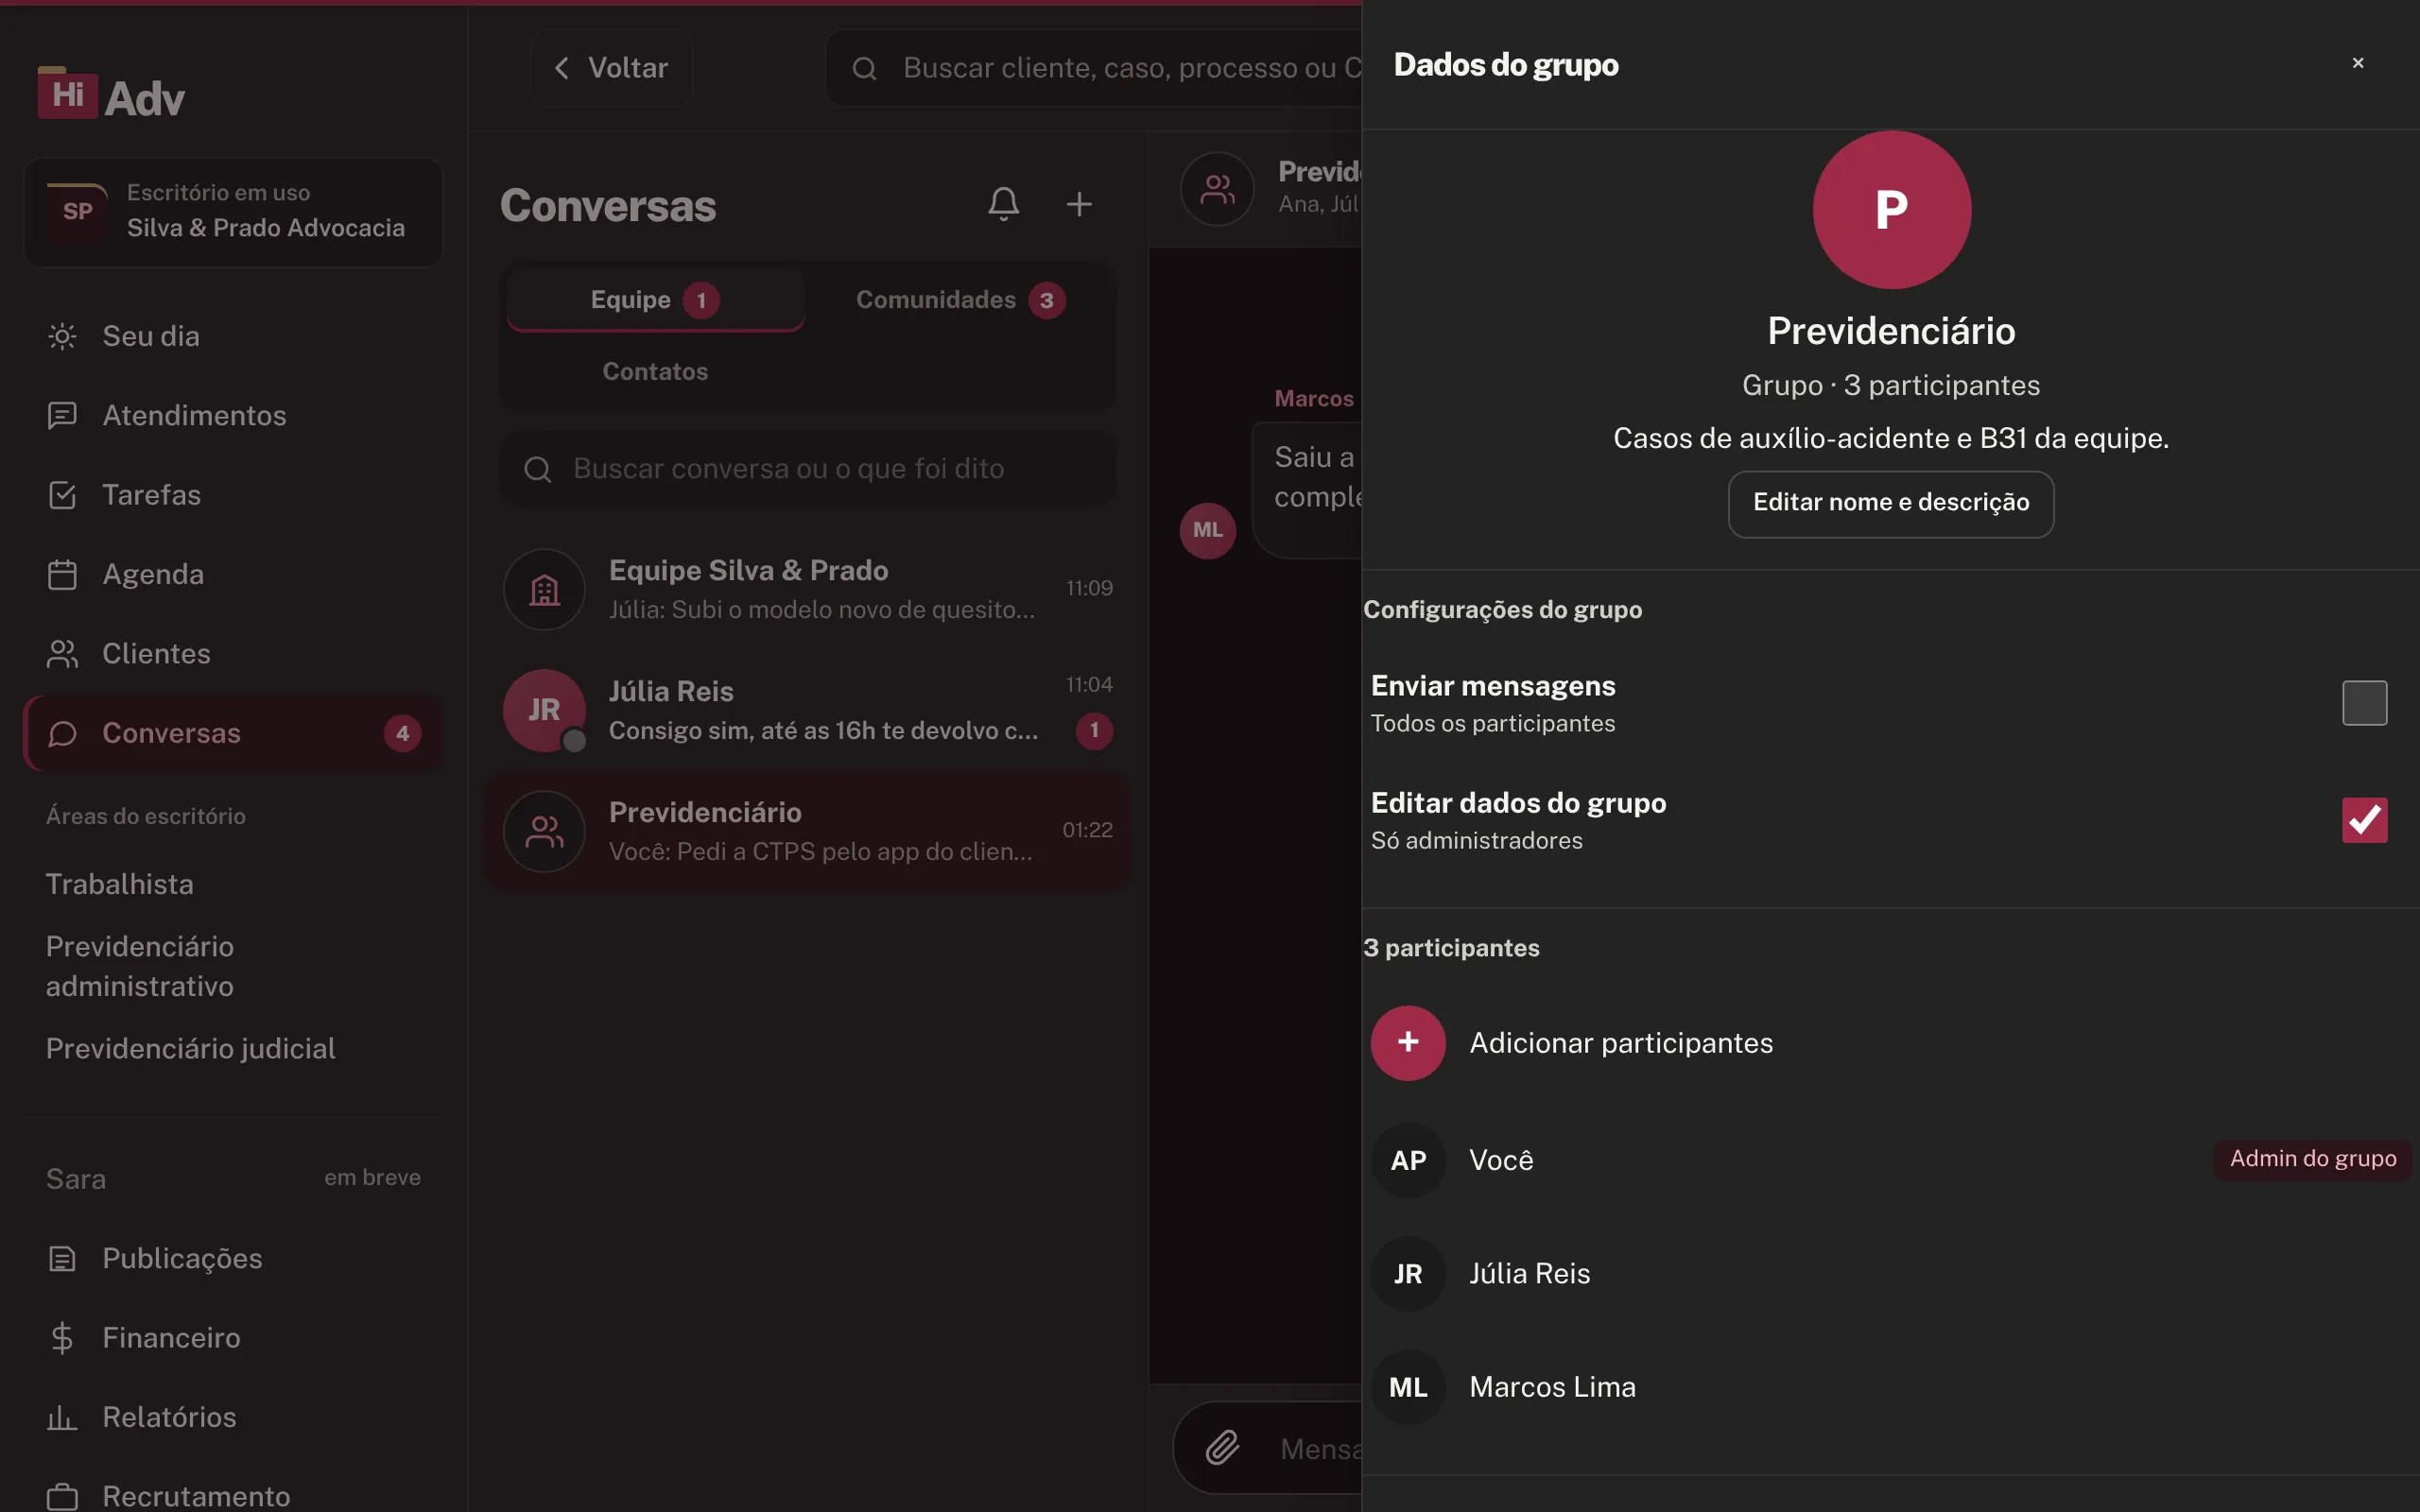 Hi Adv
SP
Escritório em uso
Silva & Prado Advocacia
Seu dia
Atendimentos
Tarefas
Agenda
Clientes
Conversas 4
Áreas do escritório
Trabalhista
Previdenciário
administrativo
Previdenciário judicial
Sara em breve
Publicações
Financeiro
Relatórios
Recrutamento
Voltar
Buscar cliente, caso, processo ou C
Conversas
Equipe 1
Comunidades 3
Contatos
Buscar conversa ou o que foi dito
Equipe Silva & Prado
11:09
Júlia: Subi o modelo novo de quesito...
JR
Júlia Reis
11:04
Consigo sim, até as 16h te devolvo c...
1
Previdenciário
01:22
Você: Pedi a CTPS pelo app do clien...
Previd
Ana, Júl
Marcos
Saiu a
comple
ML
Mensa
Dados do grupo
×
P
Previdenciário
Grupo · 3 participantes
Casos de auxílio-acidente e B31 da equipe.
Editar nome e descrição
Configurações do grupo
Enviar mensagens
Todos os participantes
Editar dados do grupo
Só administradores
3 participantes
+ Adicionar participantes
AP Você Admin do grupo
JR Júlia Reis
ML Marcos Lima